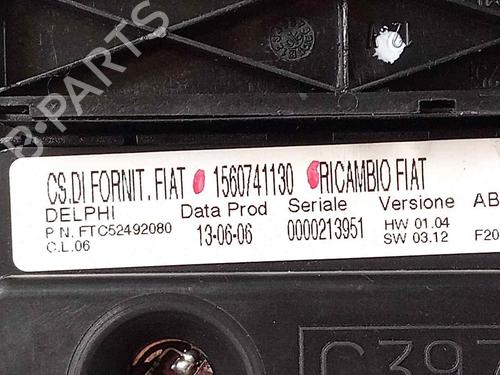 B-PARTS
CS.DI FORNIT. FIAT 1560741130 RICAMBIO FIAT
DELPHI Data Prod Seriale Versione AB
P.N. FTC52492080 13-06-06 0000213951 HW 01.04
C.L.06 SW 03.12 F20
C397